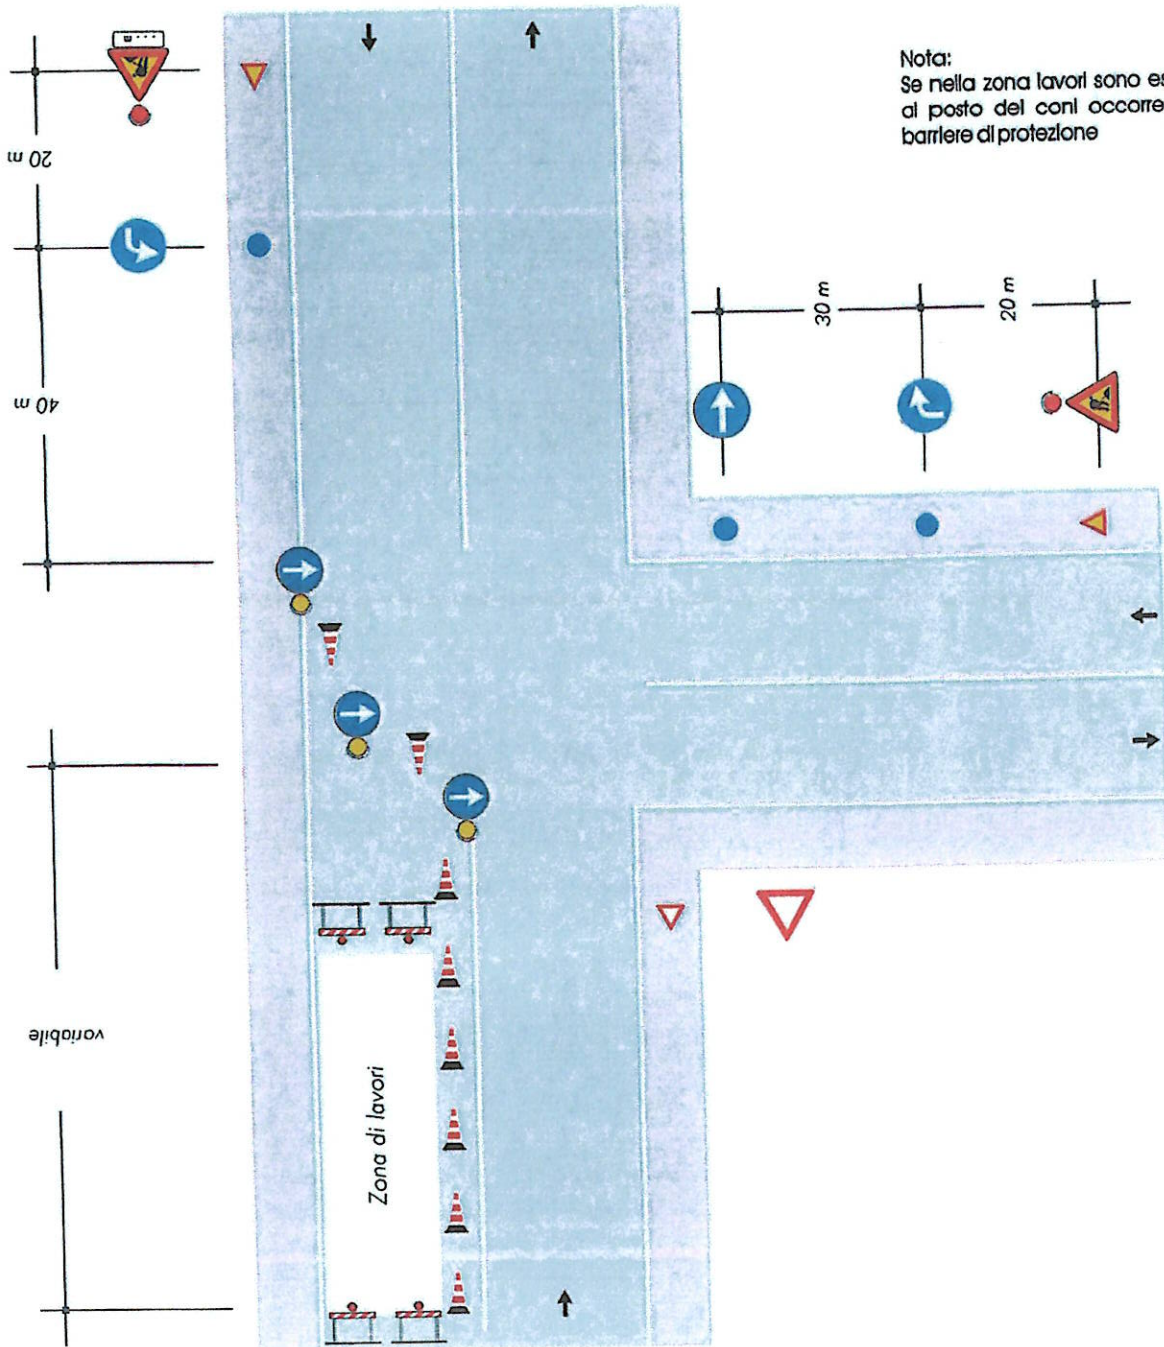 Nota:
Se nella zona lavori sono es
al posto dei coni occorre
barriere di protezione
20 m
40 m
variabile
30 m
20 m
Zona di lavori